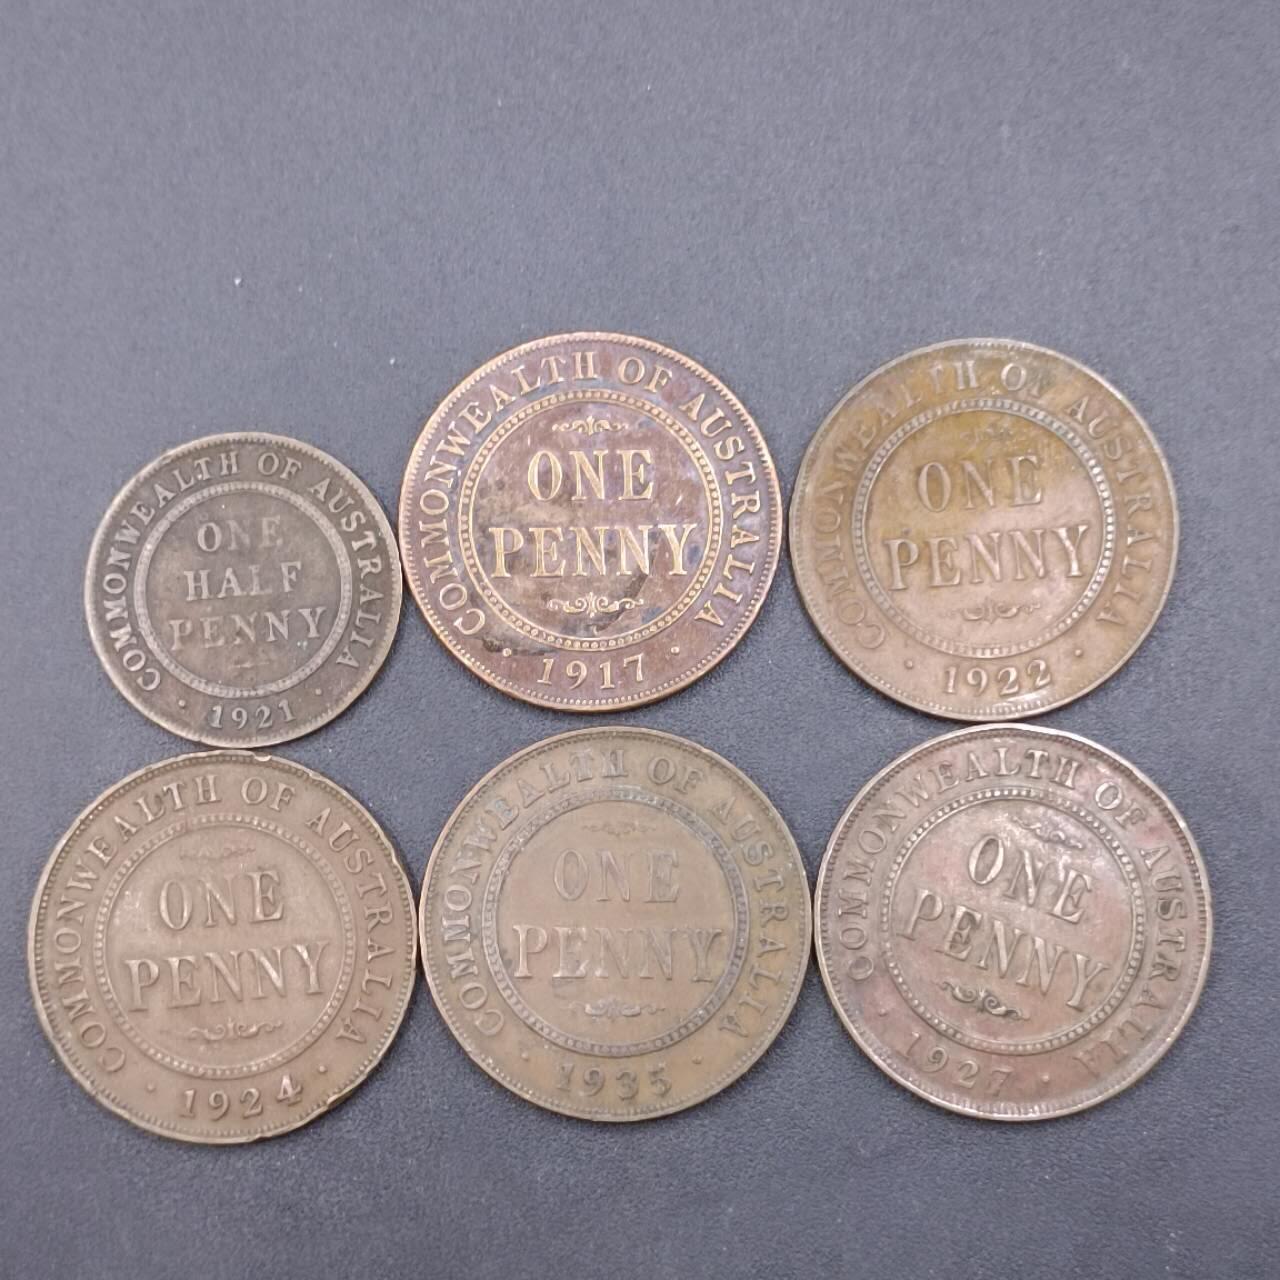 COMMONWEALTH OF AUSTRALIA
ONE
HALF
PENNY
1921
COMMONWEALTH OF AUSTRALIA
ONE
PENNY
1917
COMMONWEALTH OF AUSTRALIA
ONE
PENNY
1922
COMMONWEALTH OF AUSTRALIA
ONE
PENNY
1924
COMMONWEALTH OF AUSTRALIA
ONE
PENNY
1935
COMMONWEALTH OF AUSTRALIA
ONE
PENNY
1927